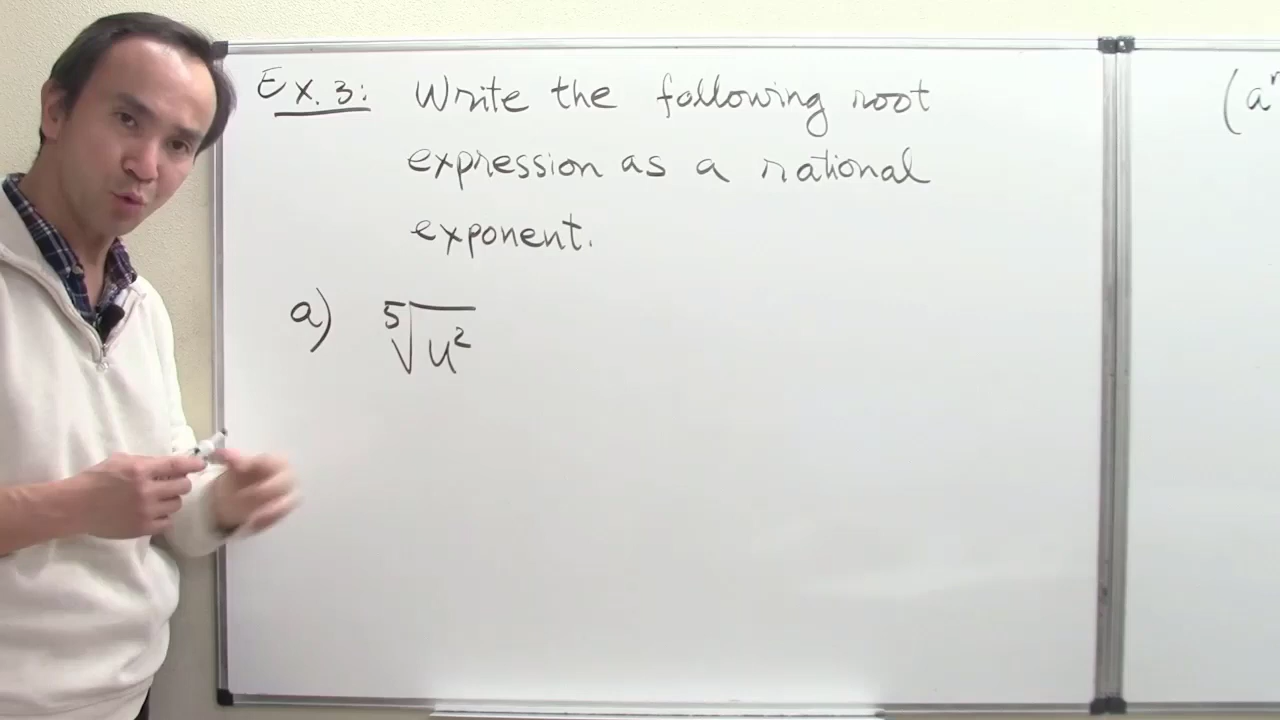 Ex. 3: Write the following root
expression as a rational
exponent.
a) ⁵√u²
(a